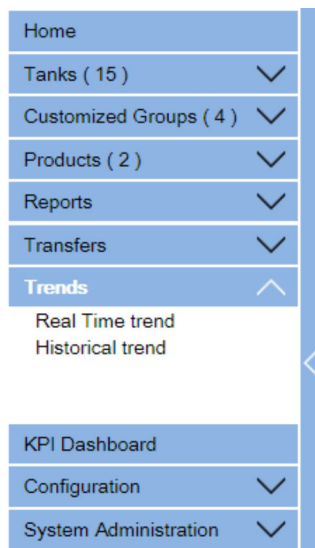 Home
Tanks ( 15 )
Customized Groups ( 4 )
Products ( 2 )
Reports
Transfers
Trends
Real Time trend
Historical trend
KPI Dashboard
Configuration
System Administration